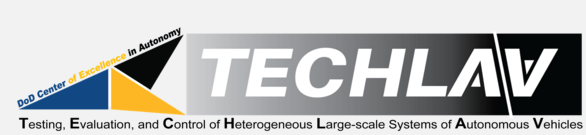 DoD Center of Excellence in Autonomy
TECHLAV
Testing, Evaluation, and Control of Heterogeneous Large-scale Systems of Autonomous Vehicles